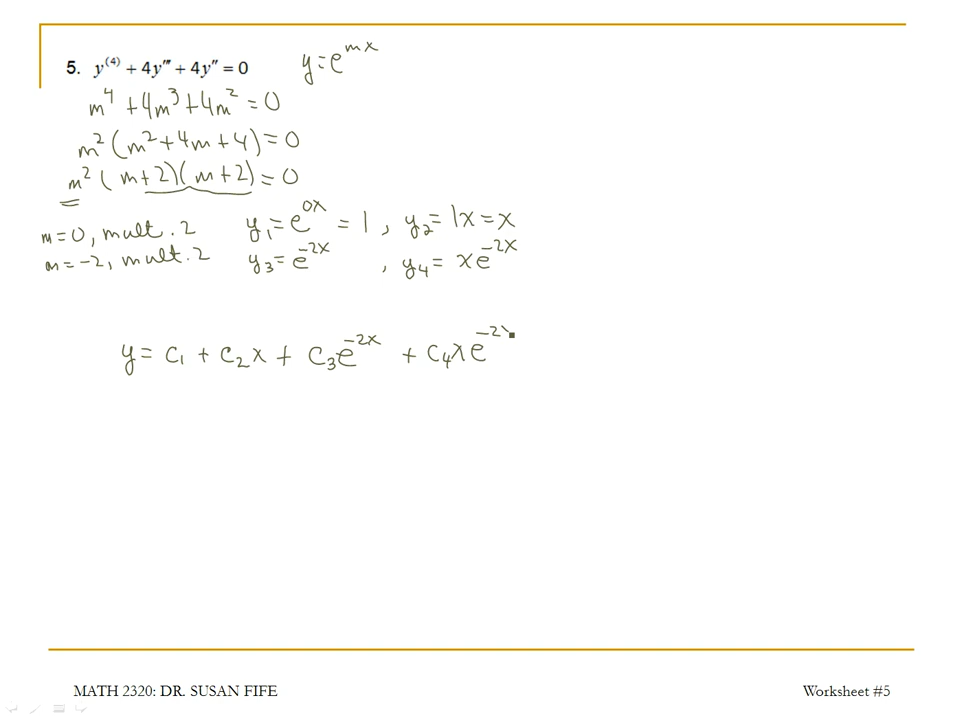 5. y⁽⁴⁾ + 4y‴ + 4y″ = 0 y = e^{mx}
m⁴ + 4m³ + 4m² = 0
m² (m² + 4m + 4) = 0
m² (m + 2)(m + 2) = 0
m = 0, mult. 2 y₁ = e^{0x} = 1 , y₂ = 1x = x
m = -2, mult. 2 y₃ = e^{-2x} , y₄ = xe^{-2x}
y = c₁ + c₂x + c₃e^{-2x} + c₄xe^{-2x}
MATH 2320: DR. SUSAN FIFE Worksheet #5